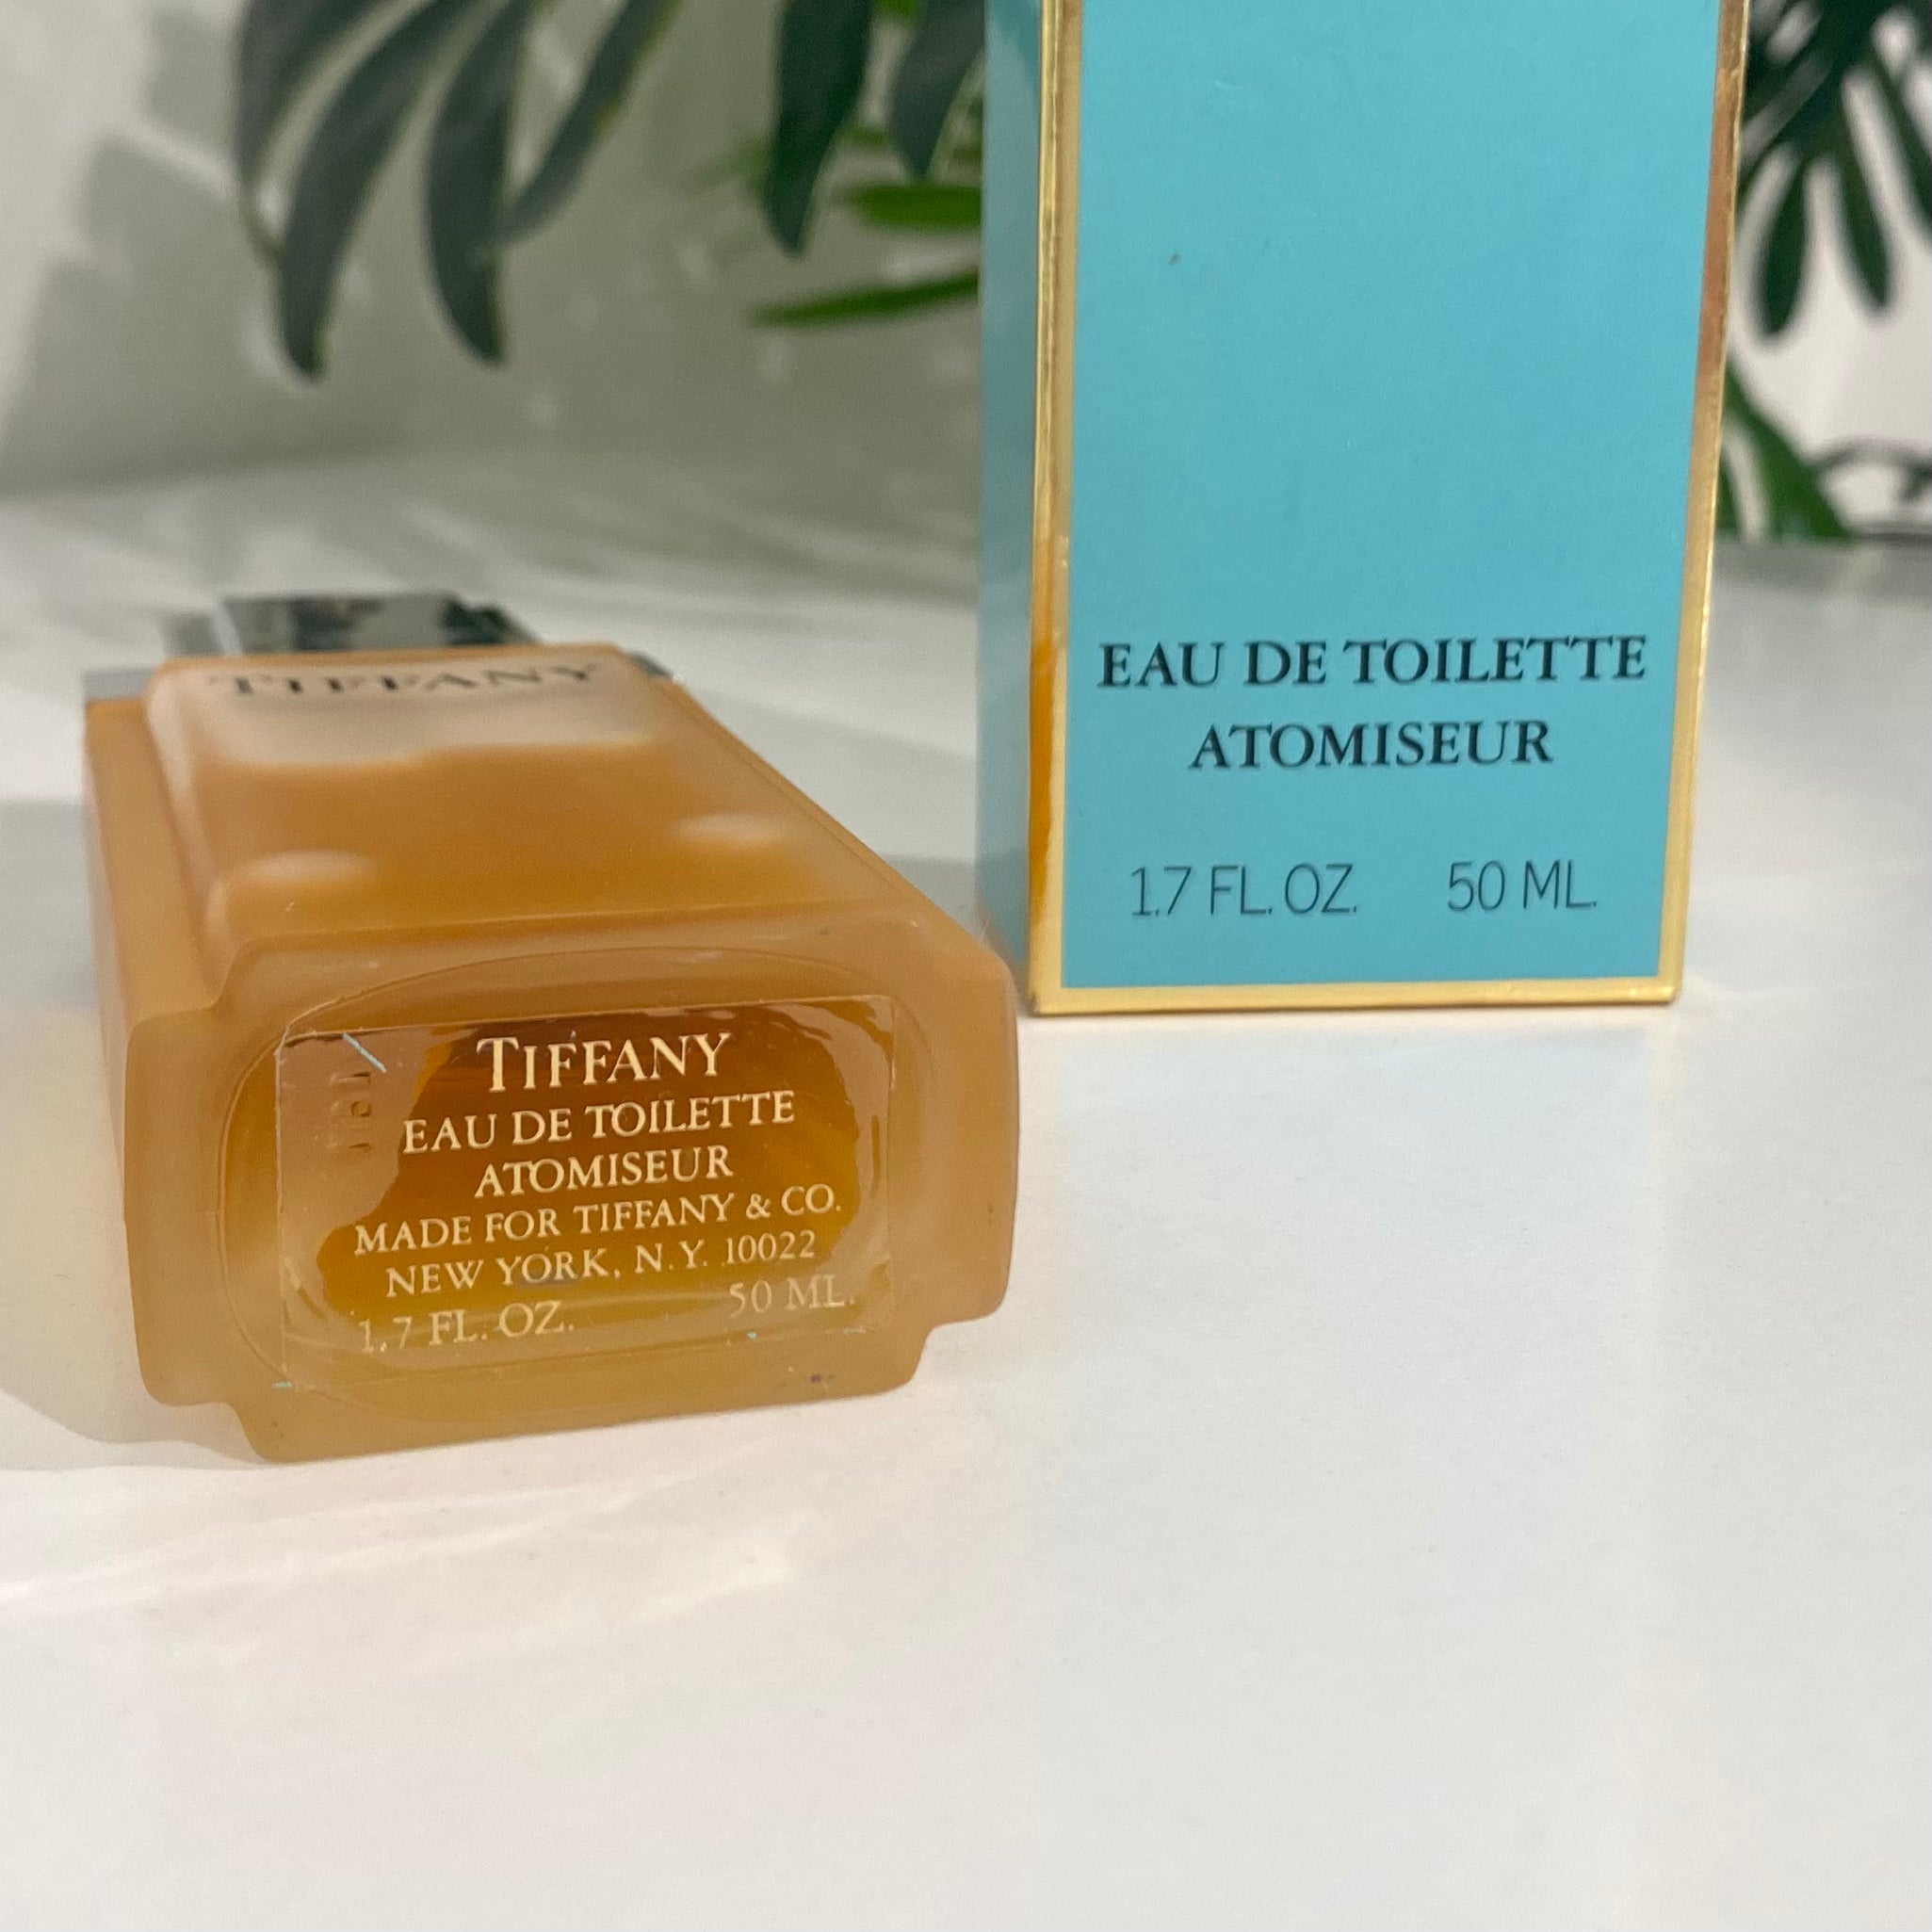 TIFFANY
TIFFANY
EAU DE TOILETTE
ATOMISEUR
MADE FOR TIFFANY & CO.
NEW YORK, N.Y. 10022
1.7 FL. OZ. 50 ML.
EAU DE TOILETTE
ATOMISEUR
1.7 FL. OZ. 50 ML.